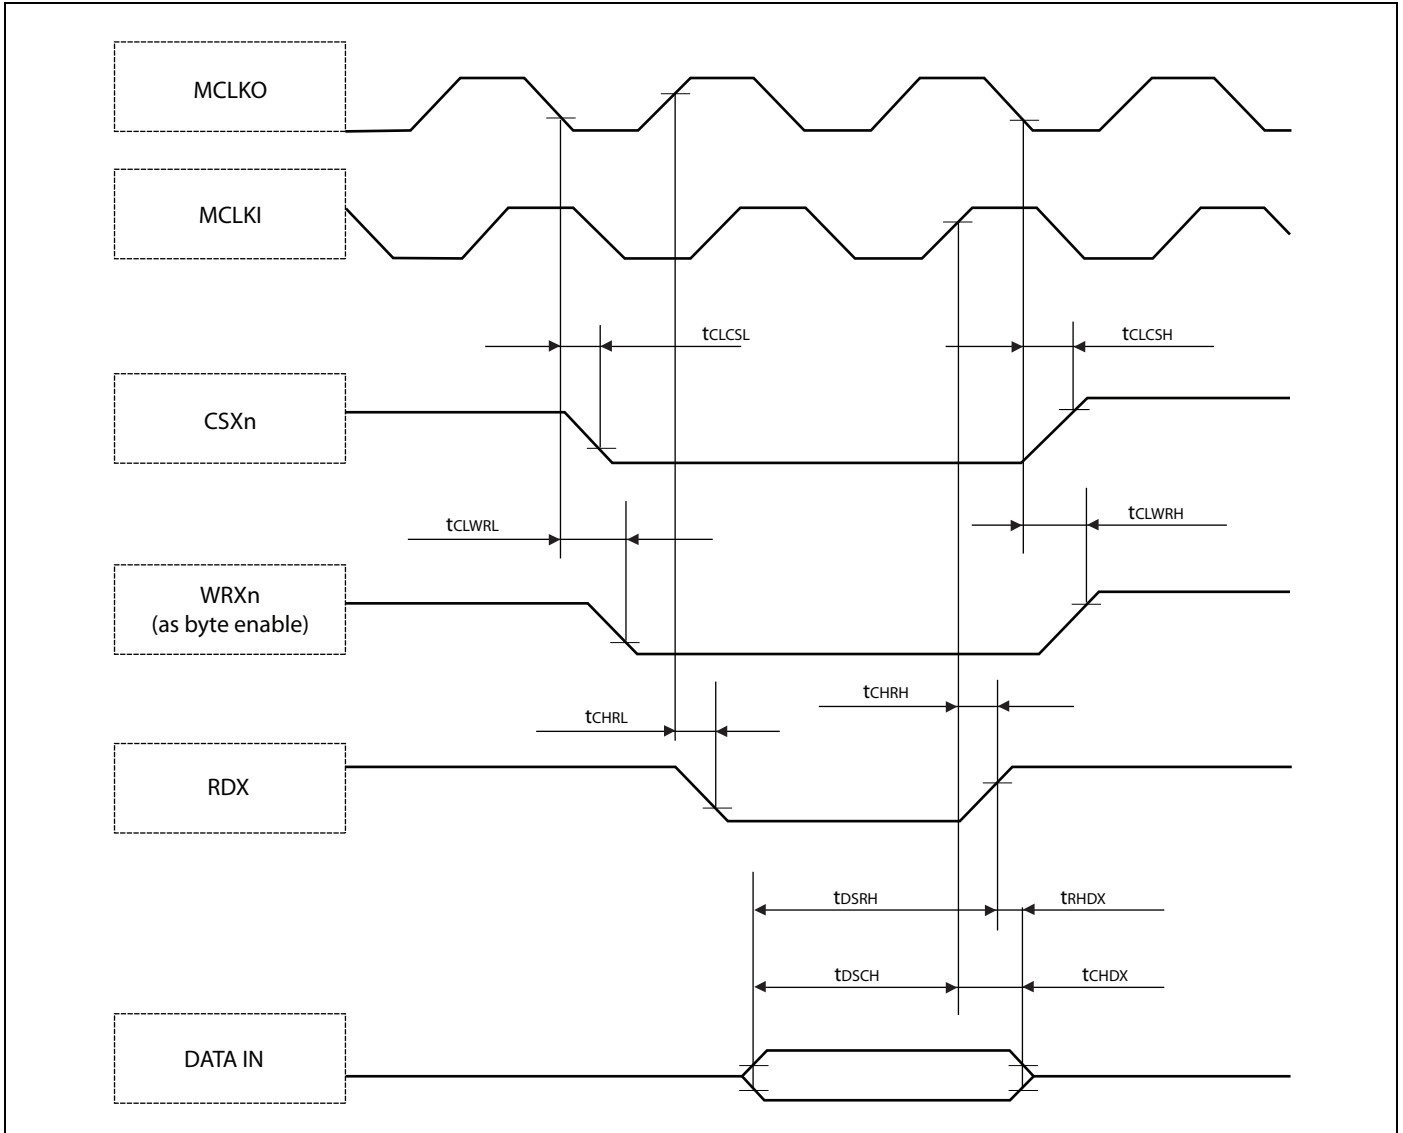 MCLKO
MCLKI
tCLCSL
tCLCSH
CSXn
tCLWRL
tCLWRH
WRXn
(as byte enable)
tCHRH
tCHRL
RDX
tDSRH
tRHDX
tDSCH
tCHDX
DATA IN